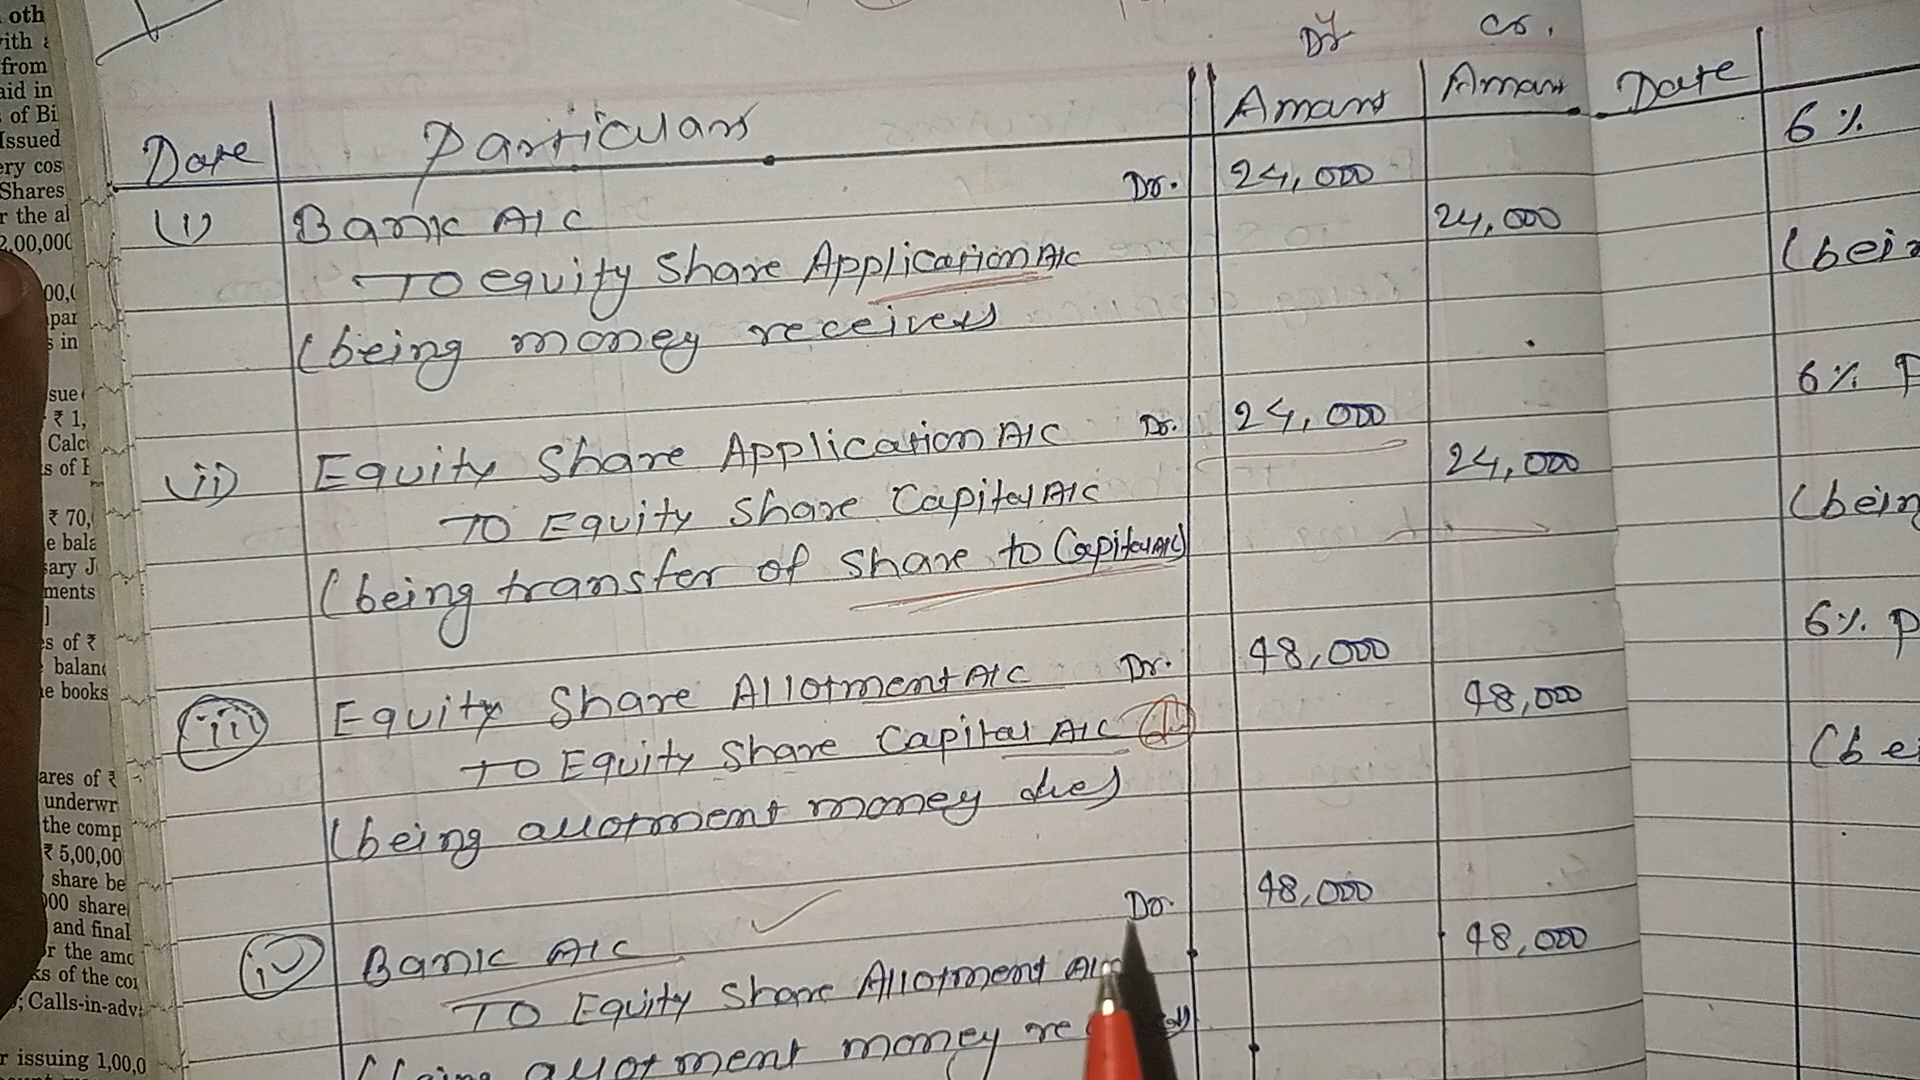 Dr. Cr.
Date Particulars Amount Amount
(i) Bank A/C Dr. 24,000
To equity Share Application A/c 24,000
(being money received)
(ii) Equity Share Application A/C Dr. 24,000
To Equity Share Capital A/C 24,000
(being transfer of share to Capital A/C)
(iii) Equity Share Allotment A/C Dr. 48,000
To Equity Share Capital A/C 48,000
(being allotment money due)
(iv) Bank A/C Dr. 48,000
To Equity Share Allotment 48,000
allotment money
Date
6%
6% P
(bein
6% P
oth
from
aid in
of Bi
Issued
ery cos
Shares
r the al
2,00,000
00,
par
s in
sue
₹ 1,
Calc
s of
₹ 70,
e bala
sary J
ments
es of ₹
balanc
e books
ares of ₹
underwr
the comp
₹ 5,00,00
share be
000 share
and final
r the amo
ks of the co
; Calls-in-adv
r issuing 1,00,0